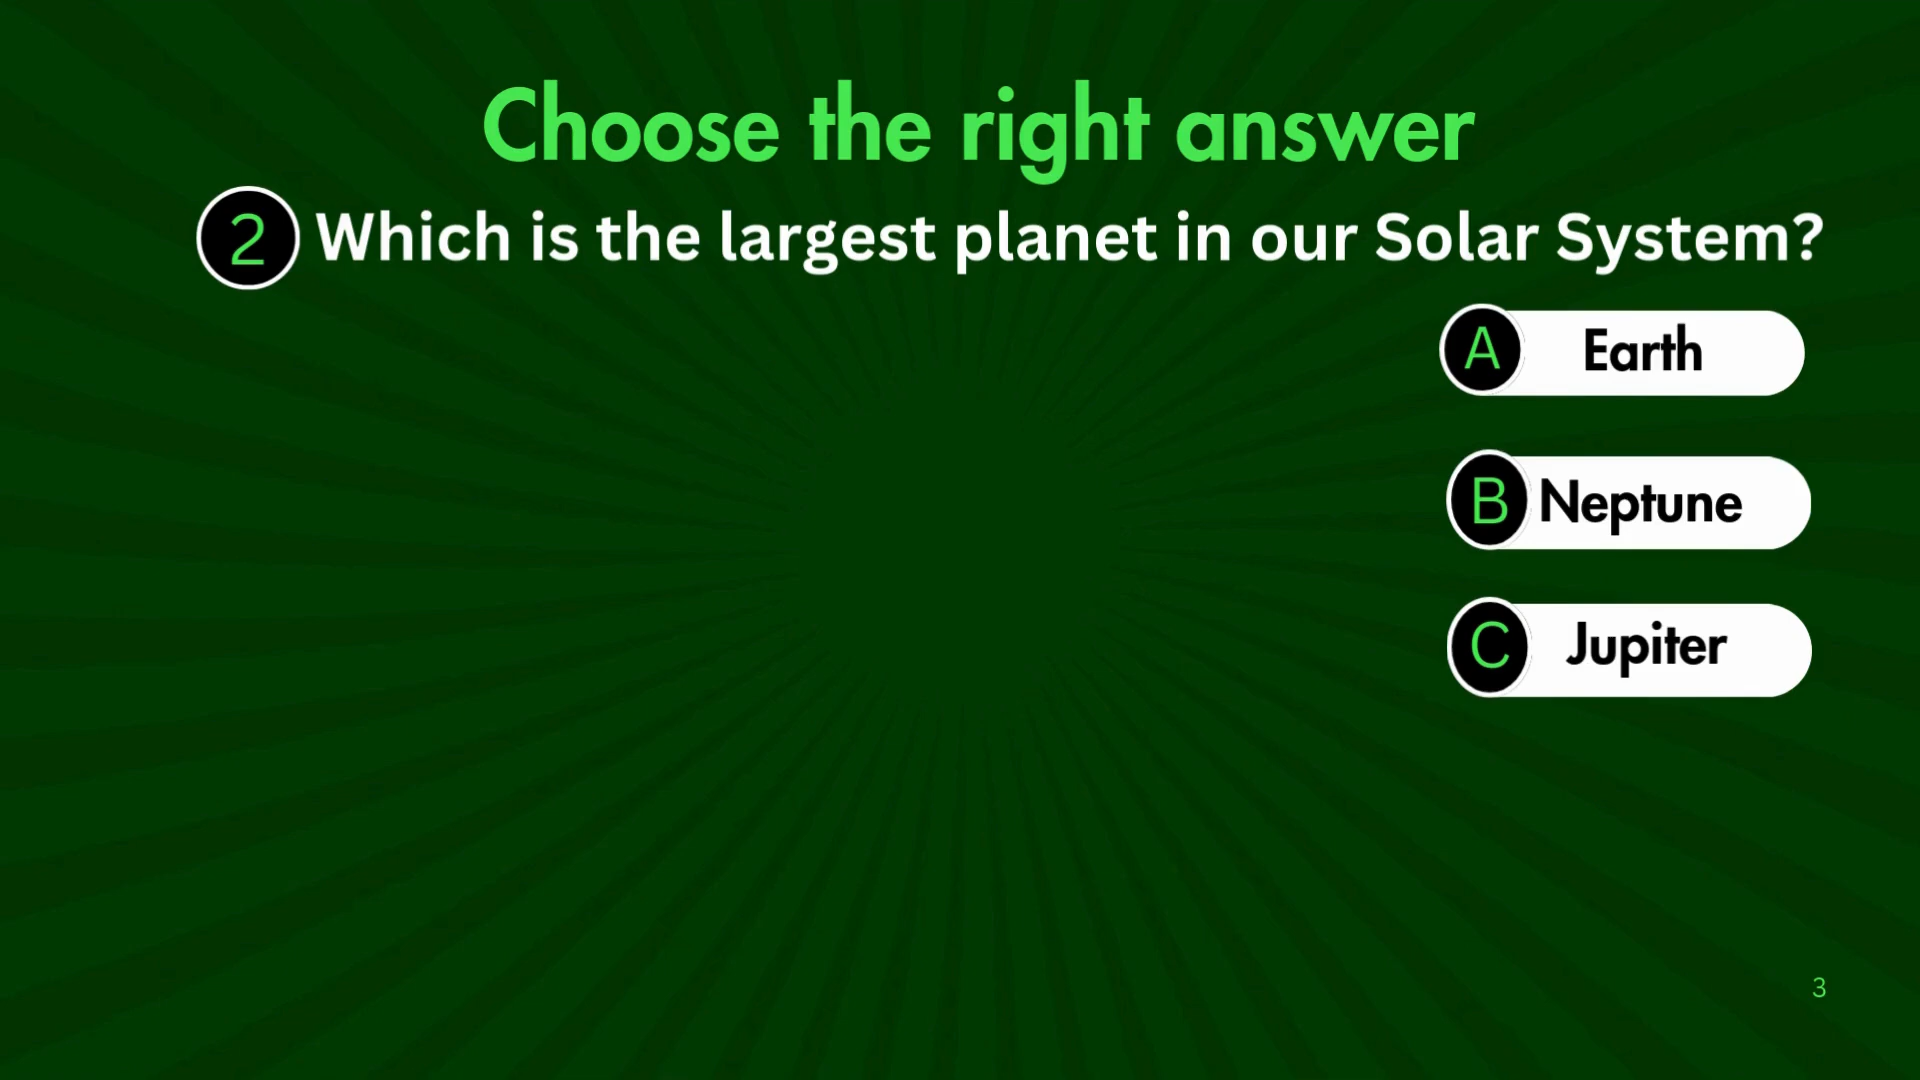 Choose the right answer
2 Which is the largest planet in our Solar System?
A Earth
B Neptune
C Jupiter
3